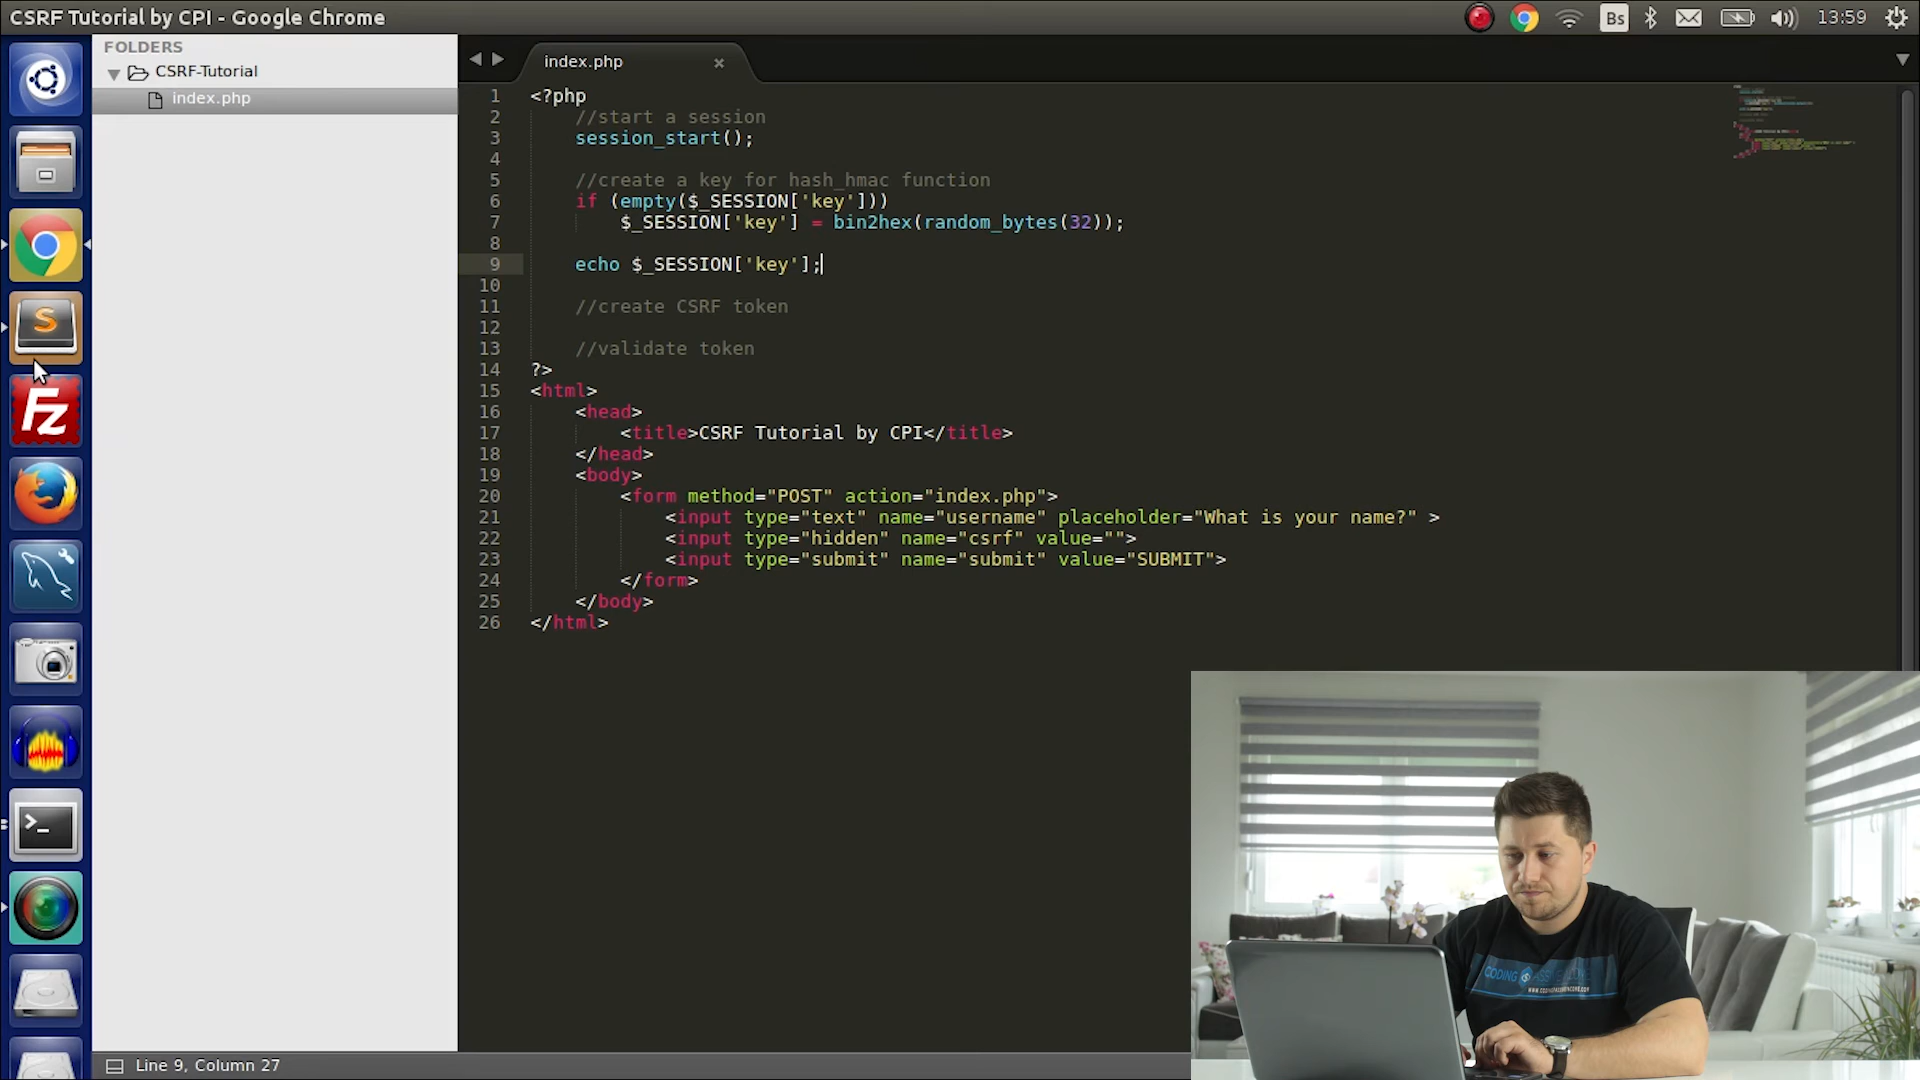 CSRF Tutorial by CPI - Google Chrome
Bs
13:59
FOLDERS
CSRF-Tutorial
index.php
index.php
1 <?php
2 //start a session
3 session_start();
4
5 //create a key for hash_hmac function
6 if (empty($_SESSION['key']))
7 $_SESSION['key'] = bin2hex(random_bytes(32));
8
9 echo $_SESSION['key'];
10
11 //create CSRF token
12
13 //validate token
14 ?>
15 <html>
16 <head>
17 <title>CSRF Tutorial by CPI</title>
18 </head>
19 <body>
20 <form method="POST" action="index.php">
21 <input type="text" name="username" placeholder="What is your name?" >
22 <input type="hidden" name="csrf" value="">
23 <input type="submit" name="submit" value="SUBMIT">
24 </form>
25 </body>
26 </html>
S
Fz
>_
CODING
Line 9, Column 27